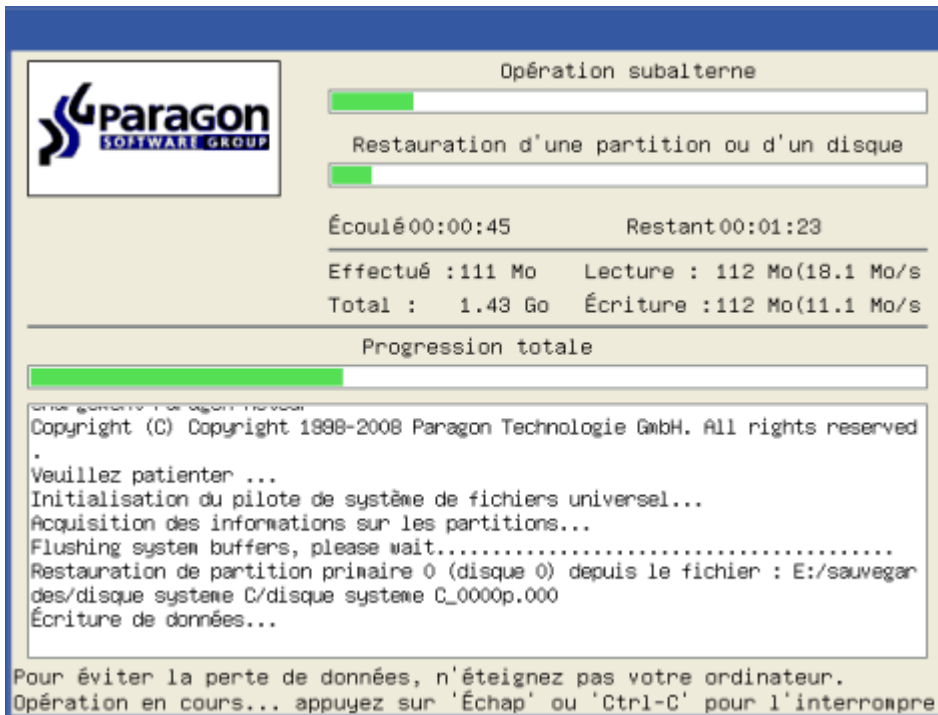 Paragon
SOFTWARE GROUP
Opération subalterne
Restauration d'une partition ou d'un disque
Écoulé00:00:45 Restant00:01:23
Effectué :111 Mo Lecture : 112 Mo(18.1 Mo/s
Total : 1.43 Go Écriture :112 Mo(11.1 Mo/s
Progression totale
Copyright (C) Copyright 1998-2008 Paragon Technologie GmbH. All rights reserved
.
Veuillez patienter ...
Initialisation du pilote de système de fichiers universel...
Acquisition des informations sur les partitions...
Flushing system buffers, please wait........................................
Restauration de partition primaire 0 (disque 0) depuis le fichier : E:/sauvegar
des/disque systeme C/disque systeme C_0000p.000
Écriture de données...
Pour éviter la perte de données, n'éteignez pas votre ordinateur.
Opération en cours... appuyez sur 'Échap' ou 'Ctrl-C' pour l'interrompre